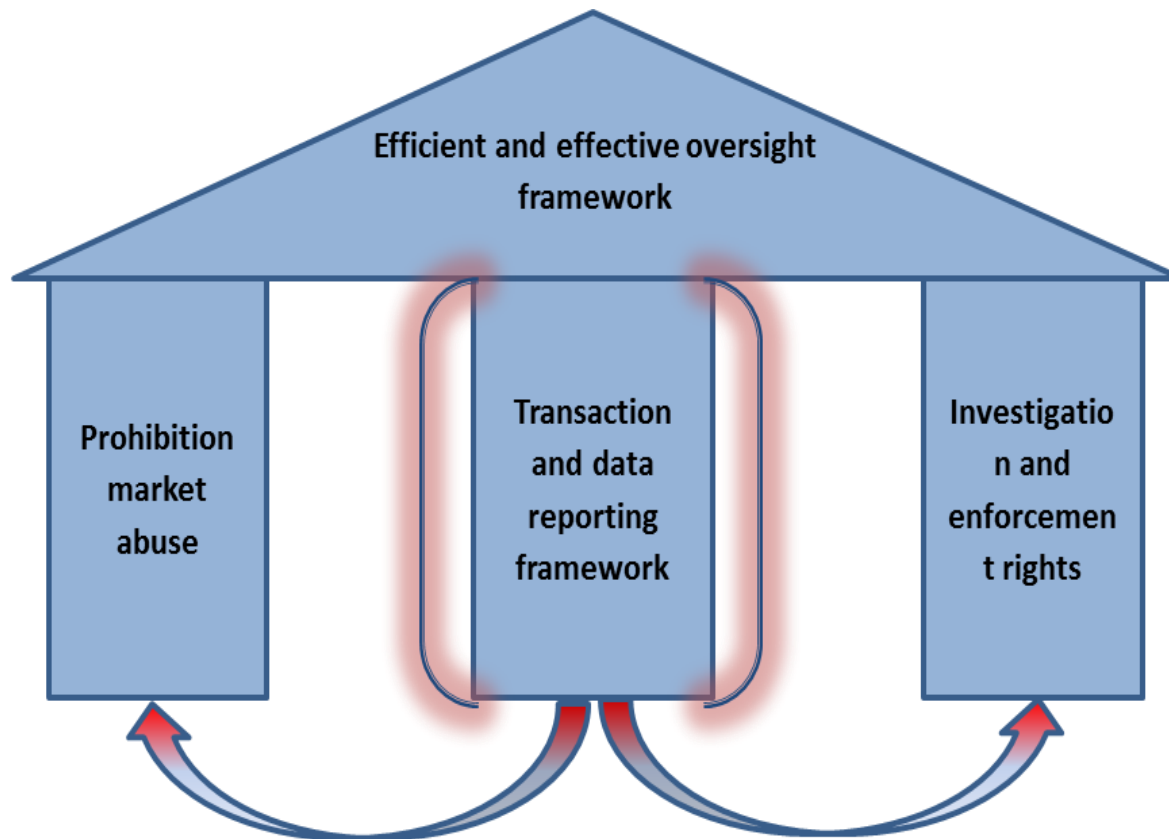 Efficient and effective oversight
framework
Prohibition
market
abuse
Transaction
and data
reporting
framework
Investigatio
n and
enforcemen
t rights